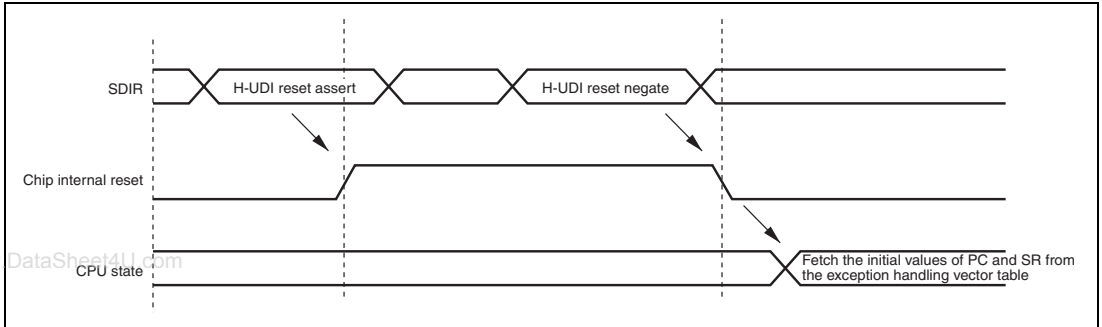 SDIR
H-UDI reset assert
H-UDI reset negate
Chip internal reset
DataSheet4U.com
CPU state
Fetch the initial values of PC and SR from
the exception handling vector table